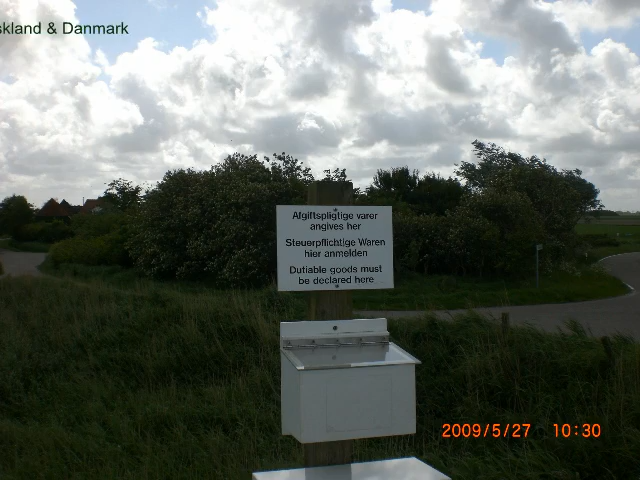 skland & Danmark
Afgiftspligtige varer
angives her
Steuerpflichtige Waren
hier anmelden
Dutiable goods must
be declared here
2009/5/27 10:30